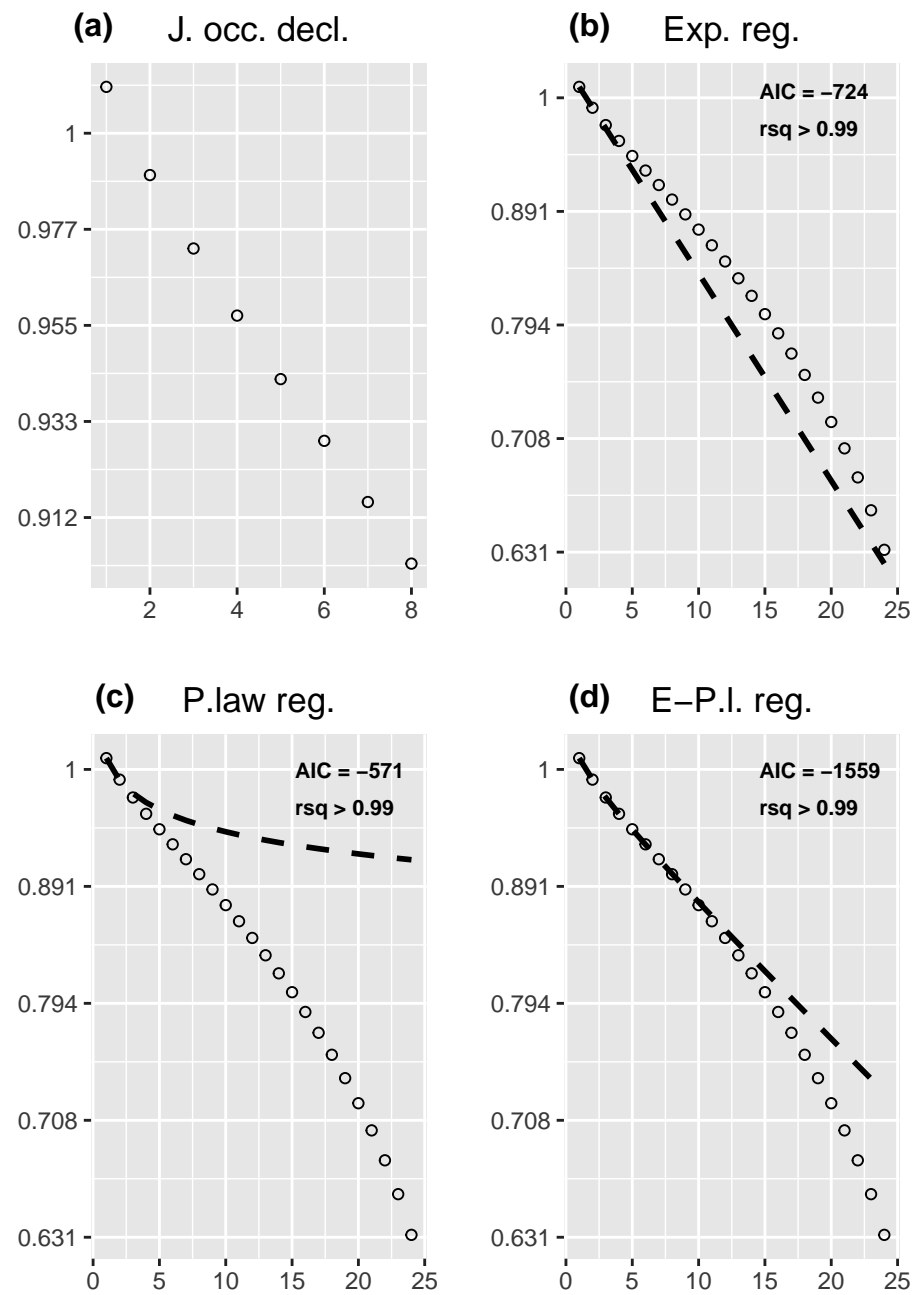 (a) J. occ. decl.
1
0.977
0.955
0.933
0.912
2 4 6 8
(b) Exp. reg.
AIC = −724
rsq > 0.99
1
0.891
0.794
0.708
0.631
0 5 10 15 20 25
(c) P.law reg.
AIC = −571
rsq > 0.99
1
0.891
0.794
0.708
0.631
0 5 10 15 20 25
(d) E−P.l. reg.
AIC = −1559
rsq > 0.99
1
0.891
0.794
0.708
0.631
0 5 10 15 20 25